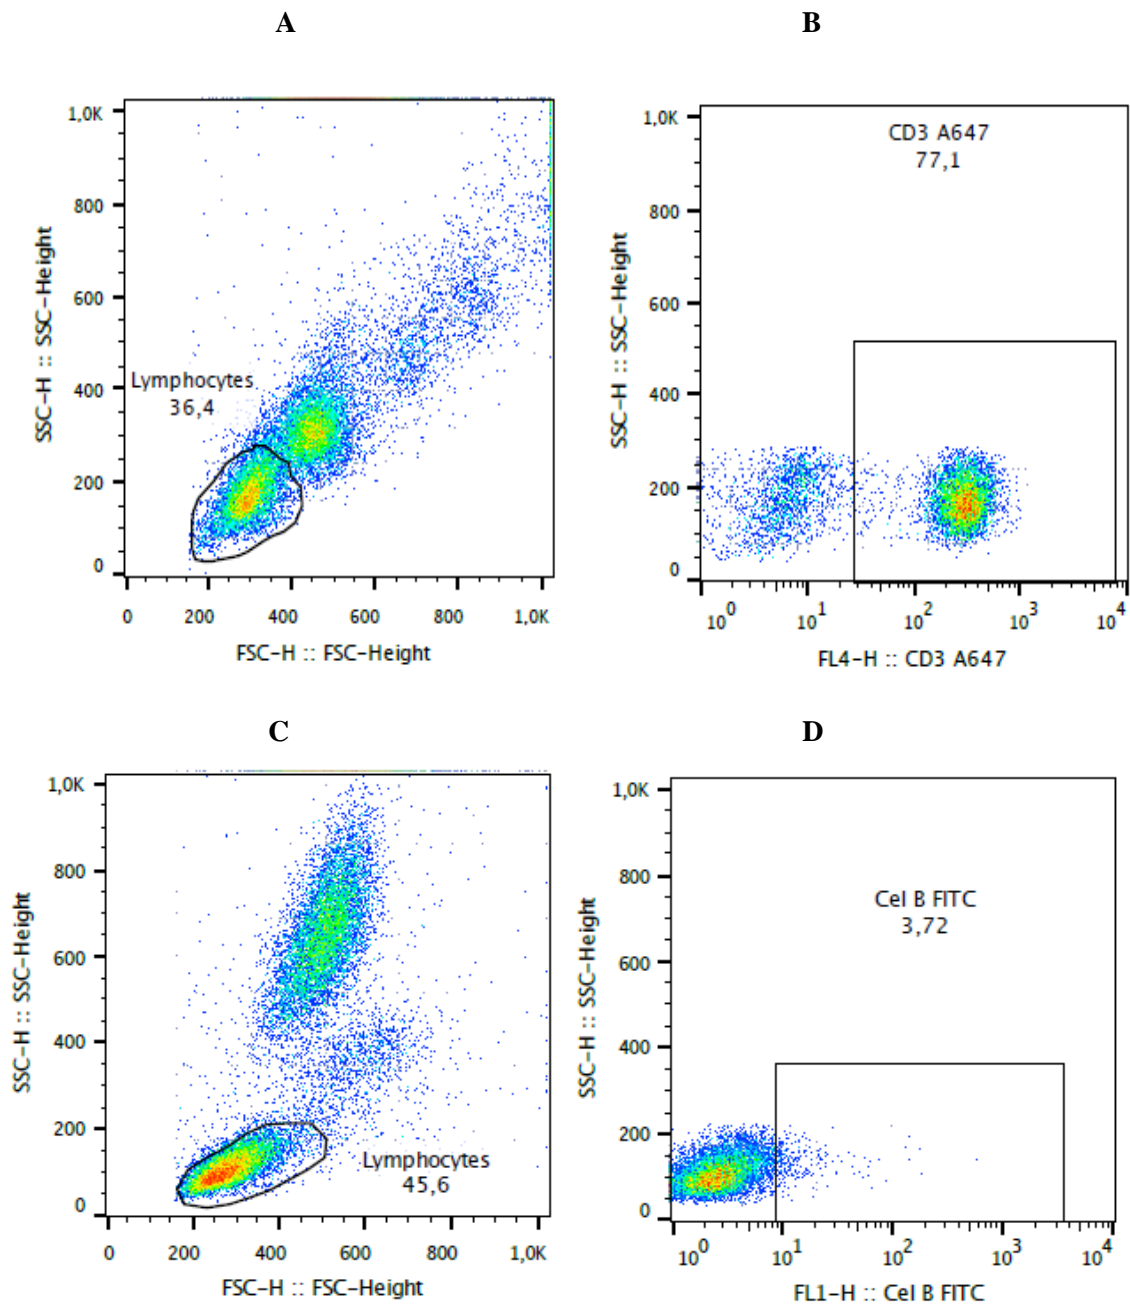 A
B
1,0K
800
600
400
200
0
Lymphocytes
36,4
SSC-H :: SSC-Height
0
200
400
600
800
1,0K
FSC-H :: FSC-Height
1,0K
800
600
400
200
0
CD3 A647
77,1
SSC-H :: SSC-Height
10^0
10^1
10^2
10^3
10^4
FL4-H :: CD3 A647
C
D
1,0K
800
600
400
200
0
Lymphocytes
45,6
SSC-H :: SSC-Height
0
200
400
600
800
1,0K
FSC-H :: FSC-Height
1,0K
800
600
400
200
0
Cel B FITC
3,72
SSC-H :: SSC-Height
10^0
10^1
10^2
10^3
10^4
FL1-H :: Cel B FITC